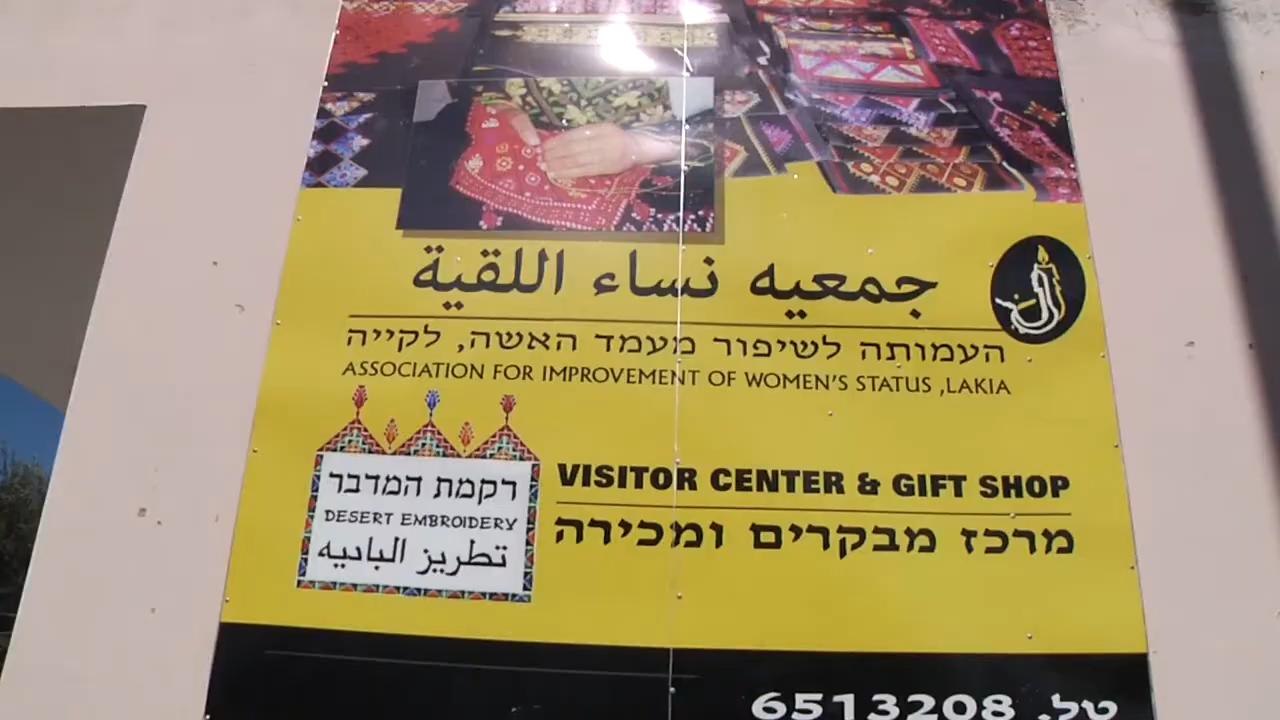 جمعيه نساء اللقية
העמותה לשיפור מעמד האשה, לקייה
ASSOCIATION FOR IMPROVEMENT OF WOMEN'S STATUS ,LAKIA
רקמת המדבר
DESERT EMBROIDERY
تطريز الباديه
VISITOR CENTER & GIFT SHOP
מרכז מבקרים ומכירה
טל. 6513208